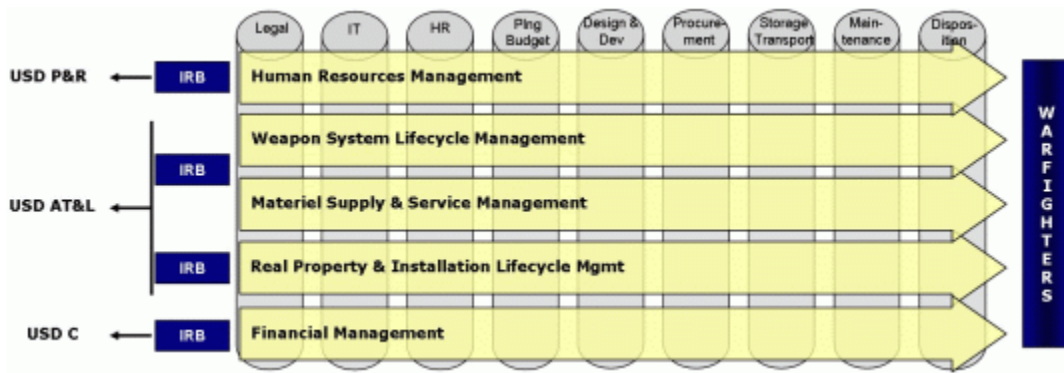 Legal
IT
HR
Plng
Budget
Design &
Dev
Procure-
ment
Storage
Transport
Main-
tenance
Dispos-
ition
USD P&R
IRB
Human Resources Management
Weapon System Lifecycle Management
IRB
USD AT&L
Materiel Supply & Service Management
IRB
Real Property & Installation Lifecycle Mgmt
USD C
IRB
Financial Management
WARFIGHTERS